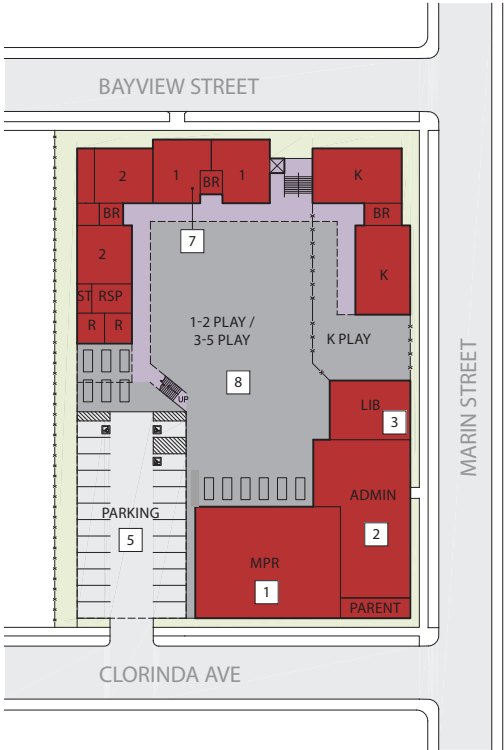 BAYVIEW STREET
2
1
1
K
BR
BR
BR
7
2
K
ST
RSP
R
R
1-2 PLAY /
3-5 PLAY
K PLAY
8
UP
LIB
3
MARIN STREET
ADMIN
2
PARKING
5
MPR
1
PARENT
CLORINDA AVE